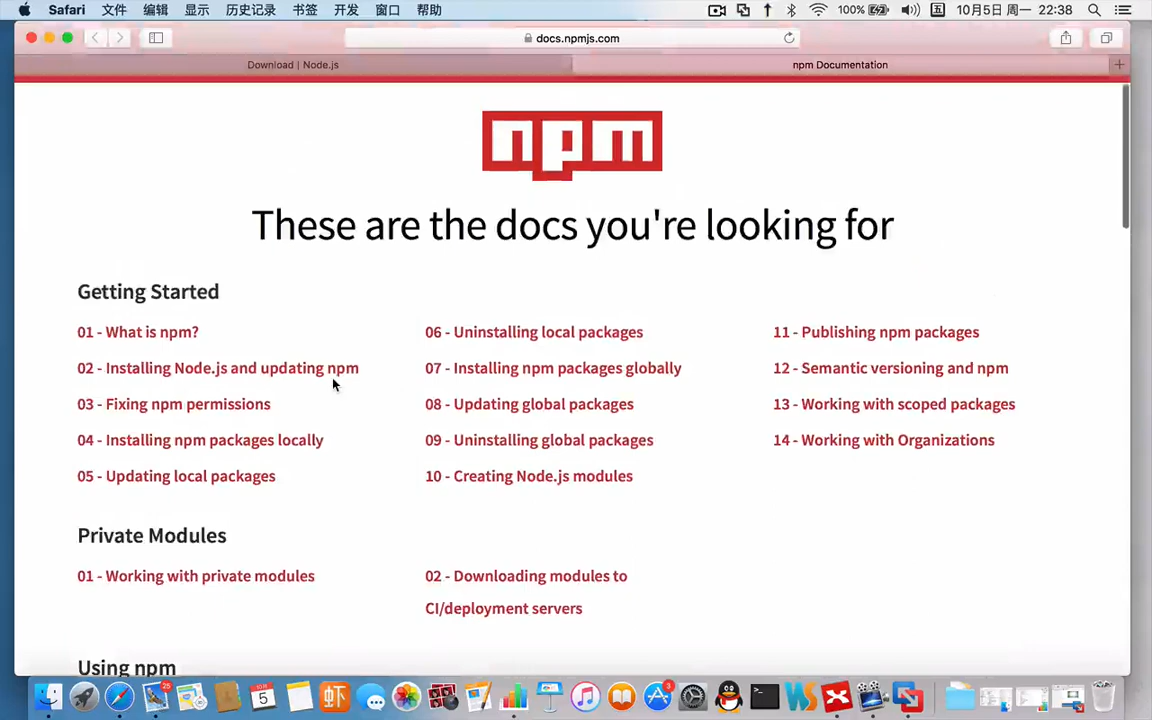 Safari 文件 编辑 显示 历史记录 书签 开发 窗口 帮助 100% 五 10月5日 周一 22:38
docs.npmjs.com
Download | Node.js npm Documentation
npm
These are the docs you're looking for
Getting Started
01 - What is npm? 06 - Uninstalling local packages 11 - Publishing npm packages
02 - Installing Node.js and updating npm 07 - Installing npm packages globally 12 - Semantic versioning and npm
03 - Fixing npm permissions 08 - Updating global packages 13 - Working with scoped packages
04 - Installing npm packages locally 09 - Uninstalling global packages 14 - Working with Organizations
05 - Updating local packages 10 - Creating Node.js modules
Private Modules
01 - Working with private modules 02 - Downloading modules to
CI/deployment servers
Using npm
25 5 虾 3 WS